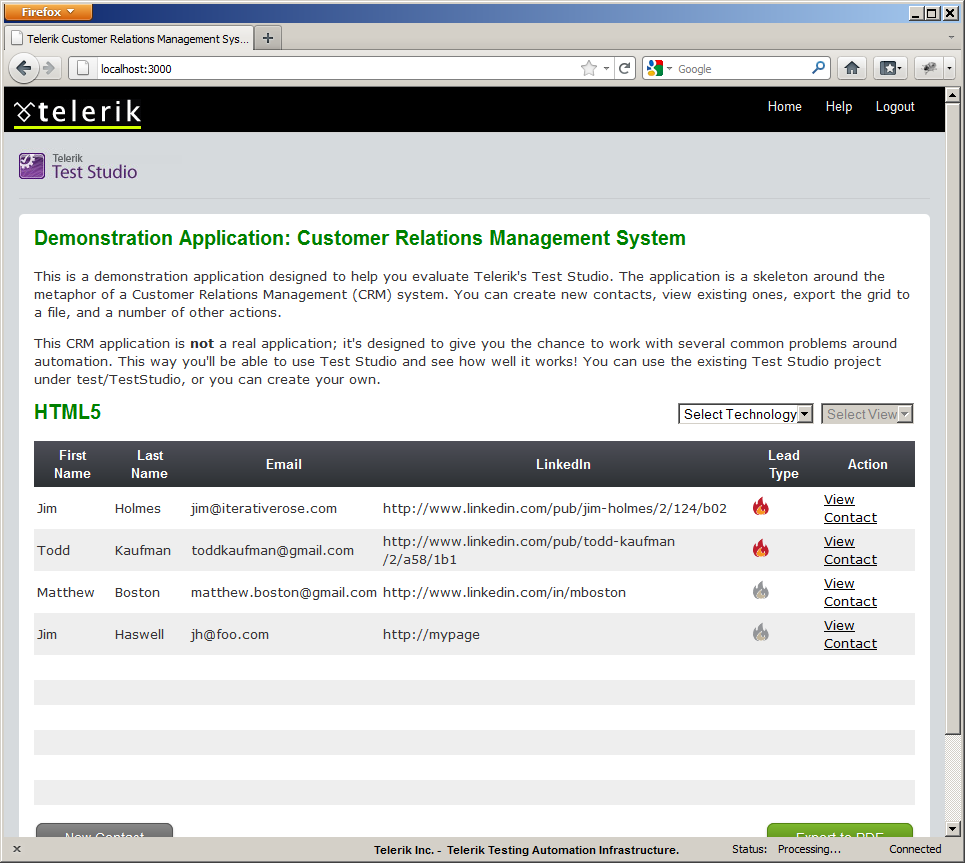 Firefox
Telerik Customer Relations Management Sys...
localhost:3000
Google
telerik
Home Help Logout
Telerik
Test Studio
Demonstration Application: Customer Relations Management System
This is a demonstration application designed to help you evaluate Telerik's Test Studio. The application is a skeleton around the
metaphor of a Customer Relations Management (CRM) system. You can create new contacts, view existing ones, export the grid to
a file, and a number of other actions.
This CRM application is not a real application; it's designed to give you the chance to work with several common problems around
automation. This way you'll be able to use Test Studio and see how well it works! You can use the existing Test Studio project
under test/TestStudio, or you can create your own.
HTML5 Select Technology Select View
First Name Last Name Email LinkedIn Lead Type Action
Jim Holmes jim@iterativerose.com http://www.linkedin.com/pub/jim-holmes/2/124/b02 View
Contact
Todd Kaufman toddkaufman@gmail.com http://www.linkedin.com/pub/todd-kaufman View
/2/a58/1b1 Contact
Matthew Boston matthew.boston@gmail.com http://www.linkedin.com/in/mboston View
Contact
Jim Haswell jh@foo.com http://mypage View
Contact
New Contact Export to PDF
Telerik Inc. - Telerik Testing Automation Infrastructure. Status: Processing... Connected